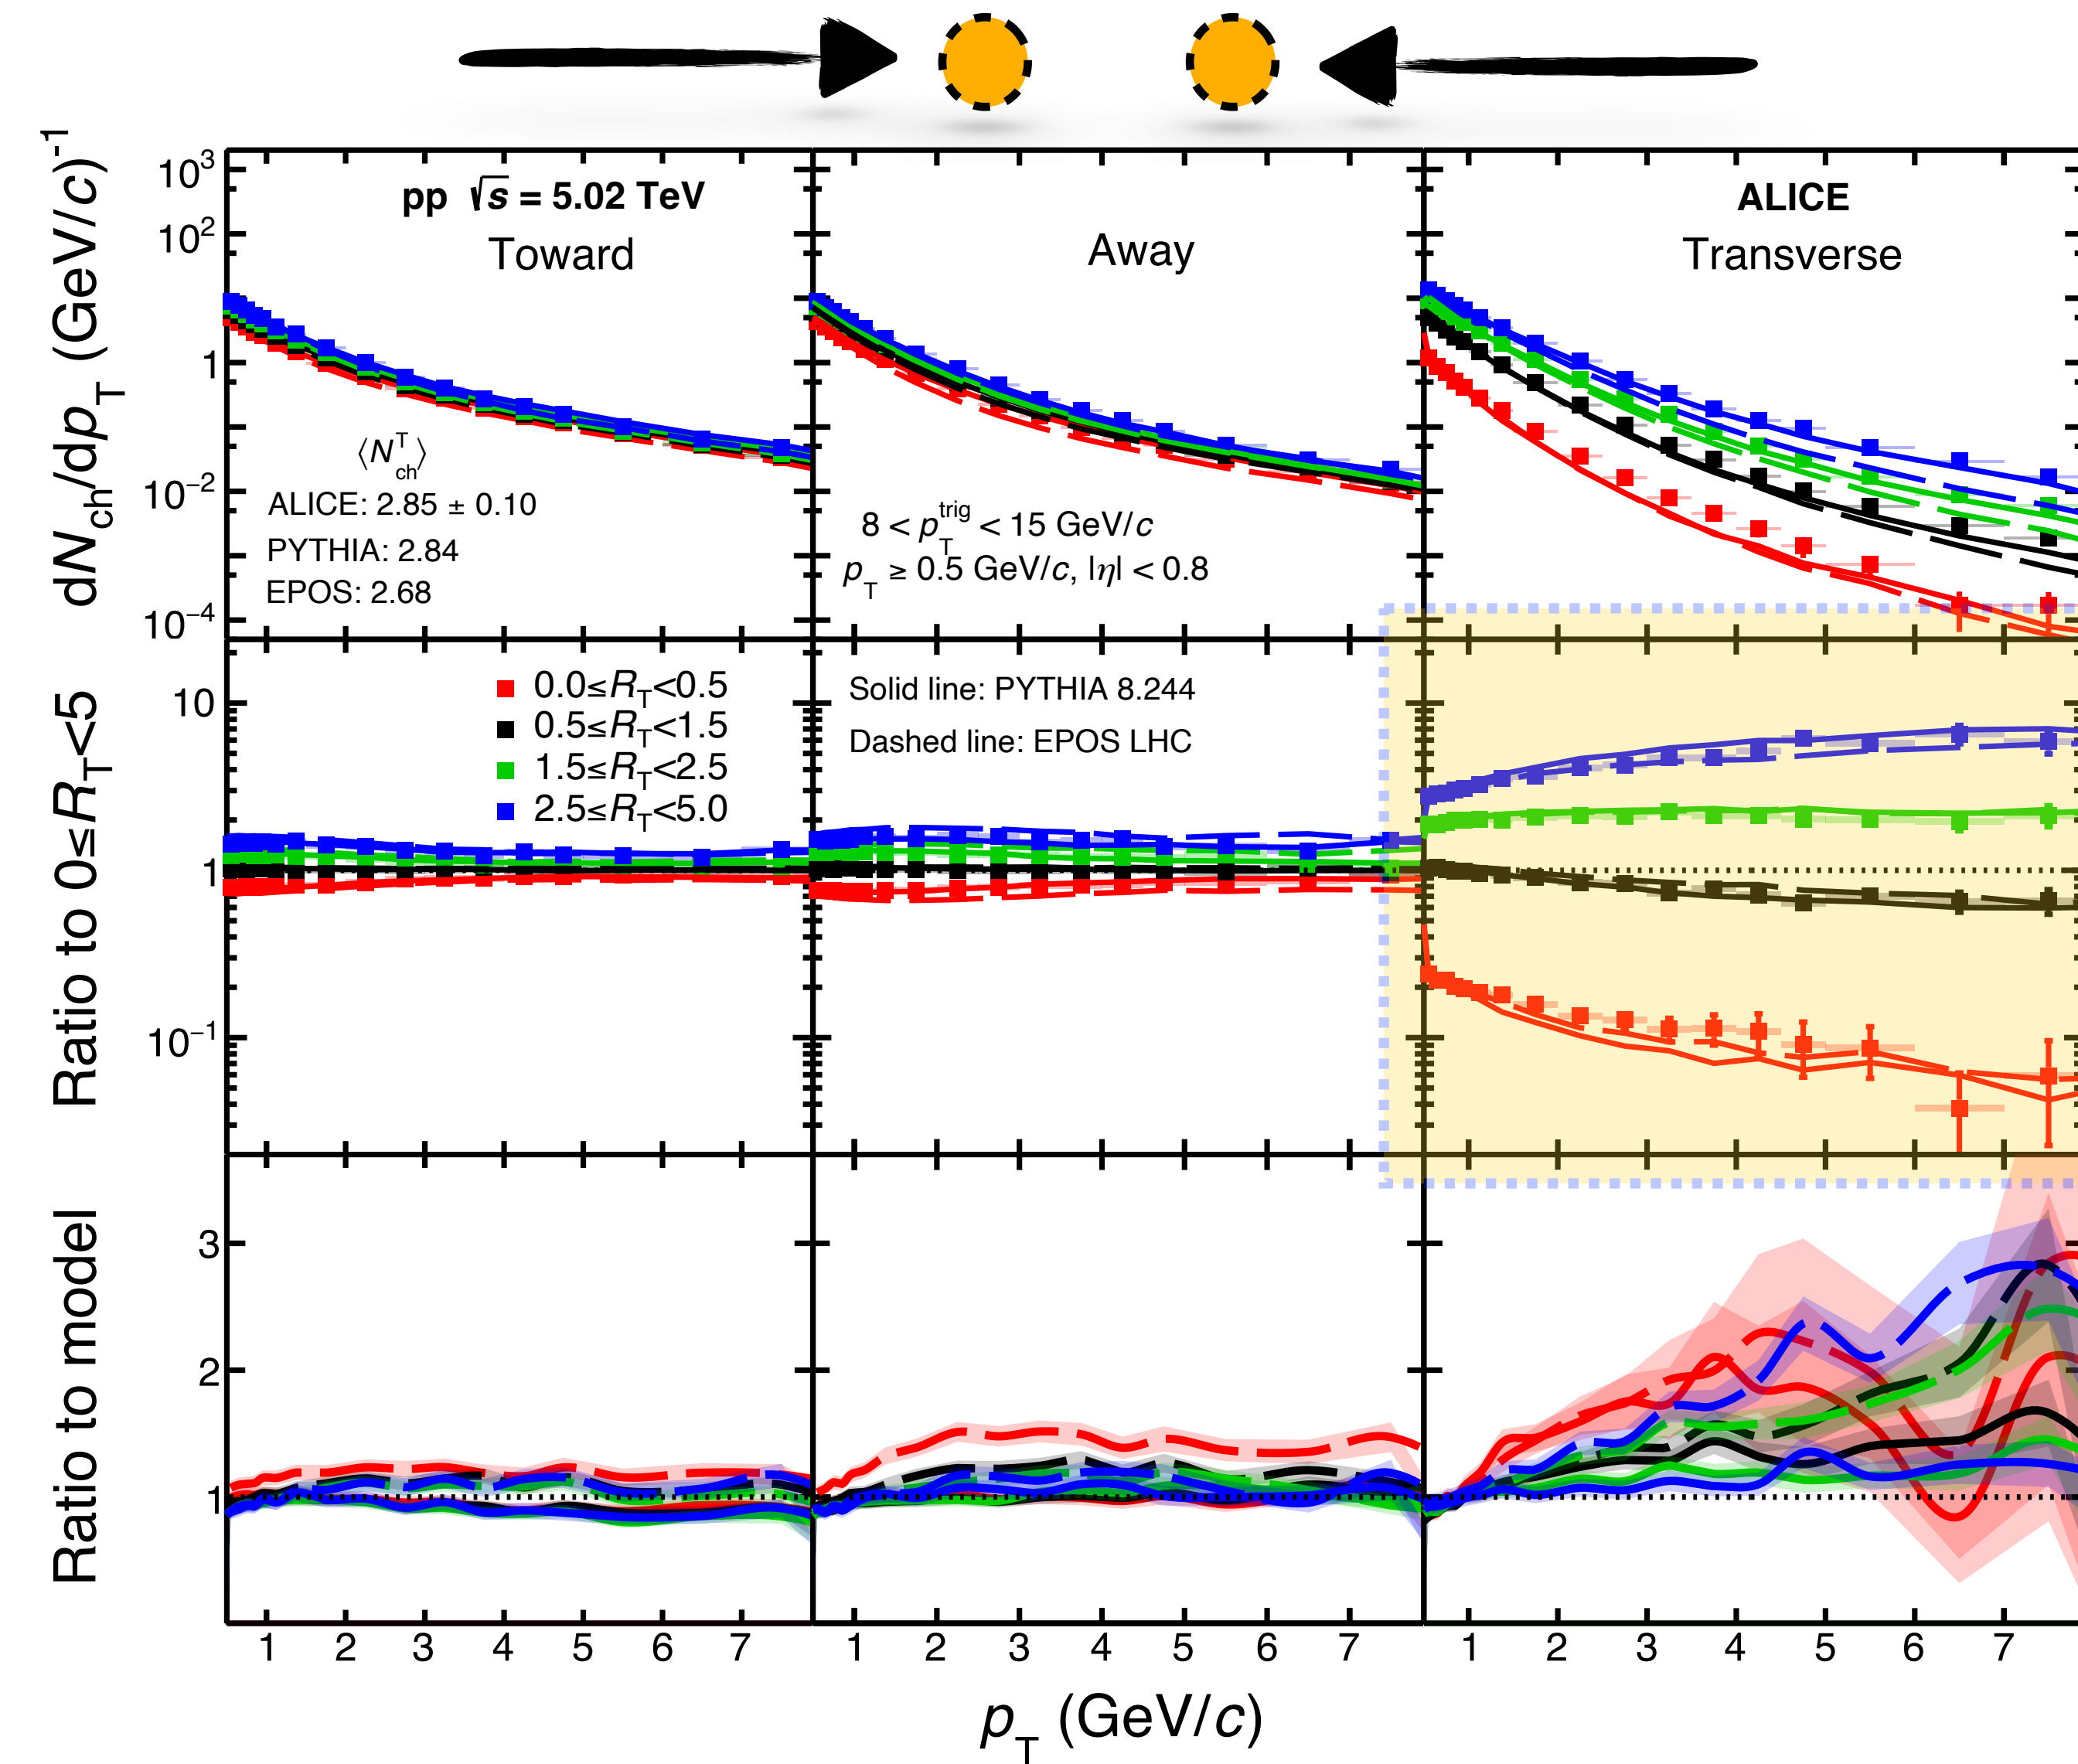 dN_ch/dp_T (GeV/c)^-1
10^3
10^2
1
10^−2
10^−4
pp √s = 5.02 TeV
Toward
⟨N_ch^T⟩
ALICE: 2.85 ± 0.10
PYTHIA: 2.84
EPOS: 2.68
Away
8 < p_T^trig < 15 GeV/c
p_T ≥ 0.5 GeV/c, |η| < 0.8
ALICE
Transverse
Ratio to 0≤R_T<5
10
1
10^−1
0.0≤R_T<0.5
0.5≤R_T<1.5
1.5≤R_T<2.5
2.5≤R_T<5.0
Solid line: PYTHIA 8.244
Dashed line: EPOS LHC
Ratio to model
3
2
1
1 2 3 4 5 6 7
1 2 3 4 5 6 7
1 2 3 4 5 6 7
p_T (GeV/c)